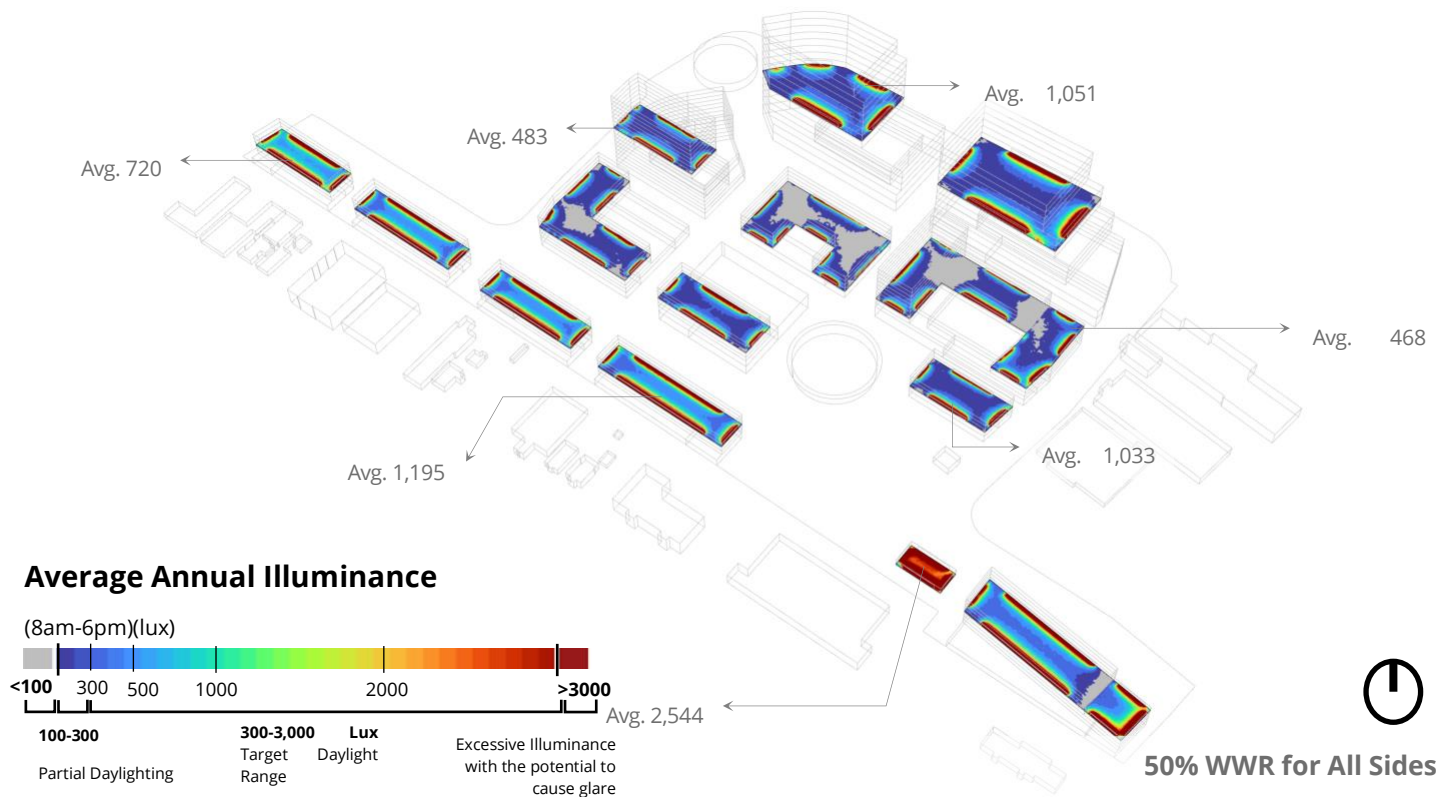 Avg. 1,051
Avg. 483
Avg. 720
Avg. 468
Avg. 1,033
Avg. 1,195
Average Annual Illuminance
(8am-6pm)(lux)
<100 300 500 1000 2000 >3000
Avg. 2,544
100-300
Partial Daylighting
300-3,000 Lux
Target Daylight
Range
Excessive Illuminance
with the potential to
cause glare
50% WWR for All Sides